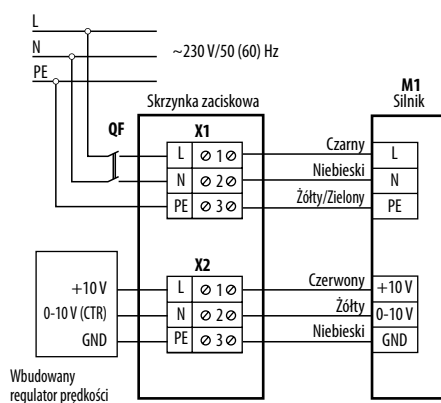 L
N
~230 V/50 (60) Hz
PE
M1
Silnik
Skrzynka zaciskowa
QF
X1
L 1
N 2
PE 3
Czarny
Niebieski
Żółty/Zielony
L
N
PE
X2
+10 V
0-10 V (CTR)
GND
L 1
N 2
PE 3
Czerwony
Żółty
Niebieski
+10 V
0-10 V
GND
Wbudowany
regulator prędkości